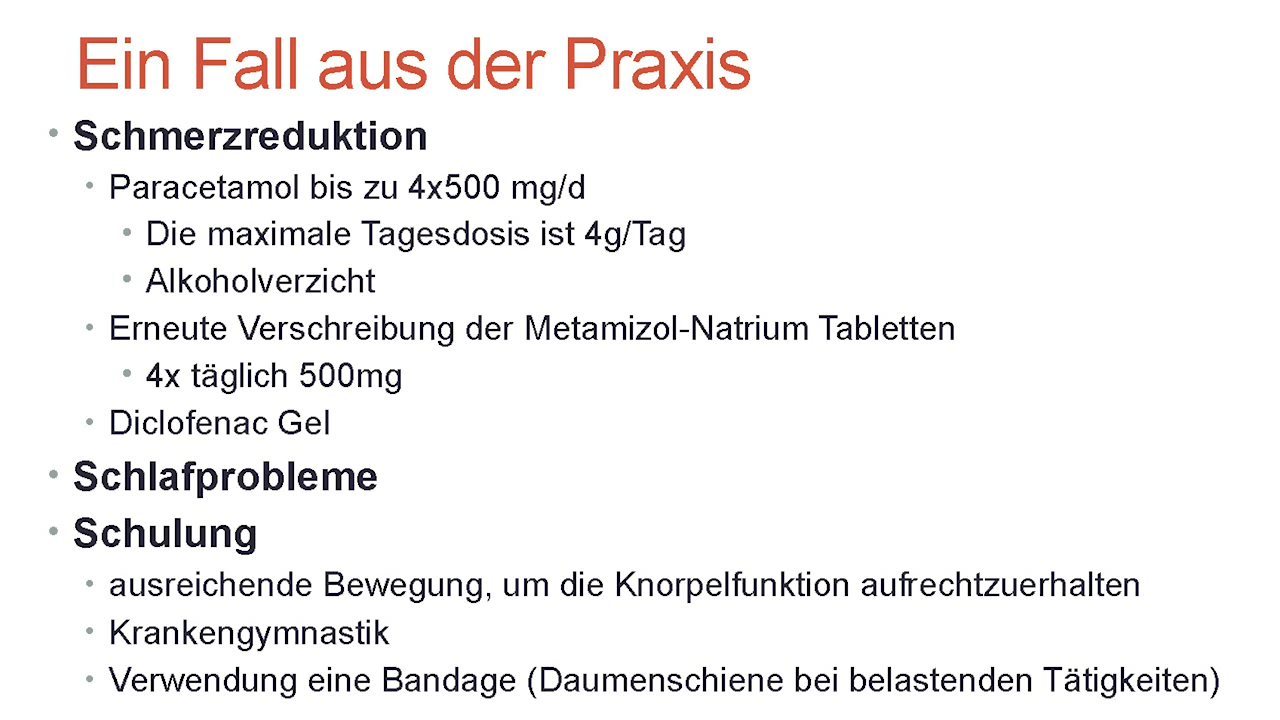 Ein Fall aus der Praxis
• Schmerzreduktion
• Paracetamol bis zu 4x500 mg/d
• Die maximale Tagesdosis ist 4g/Tag
• Alkoholverzicht
• Erneute Verschreibung der Metamizol-Natrium Tabletten
• 4x täglich 500mg
• Diclofenac Gel
• Schlafprobleme
• Schulung
• ausreichende Bewegung, um die Knorpelfunktion aufrechtzuerhalten
• Krankengymnastik
• Verwendung eine Bandage (Daumenschiene bei belastenden Tätigkeiten)